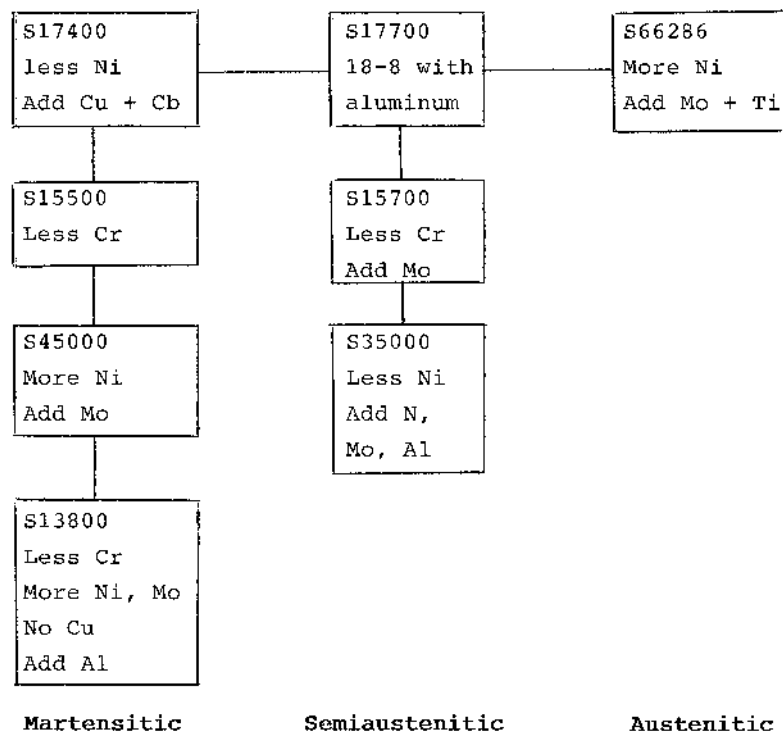 S17400
less Ni
Add Cu + Cb
S17700
18-8 with
aluminum
S66286
More Ni
Add Mo + Ti
S15500
Less Cr
S15700
Less Cr
Add Mo
S45000
More Ni
Add Mo
S35000
Less Ni
Add N,
Mo, Al
S13800
Less Cr
More Ni, Mo
No Cu
Add Al
Martensitic
Semiaustenitic
Austenitic